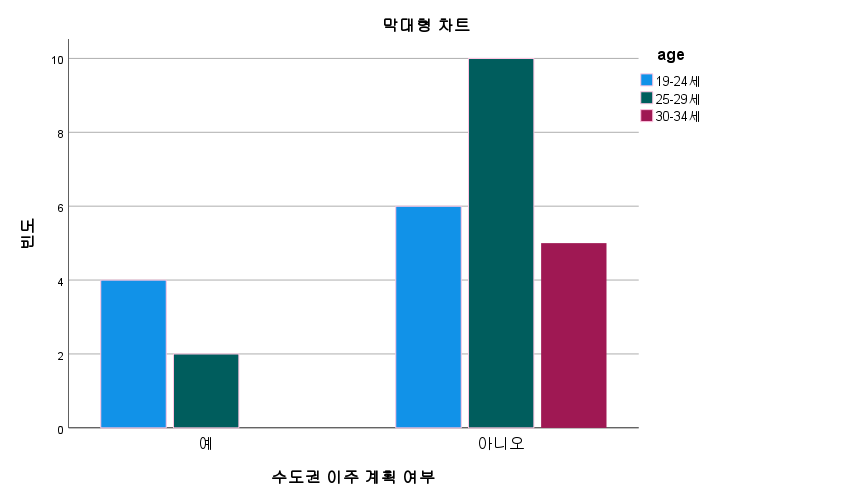 막대형 차트
age
19-24세
25-29세
30-34세
빈도
10
8
6
4
2
0
예
아니오
수도권 이주 계획 여부